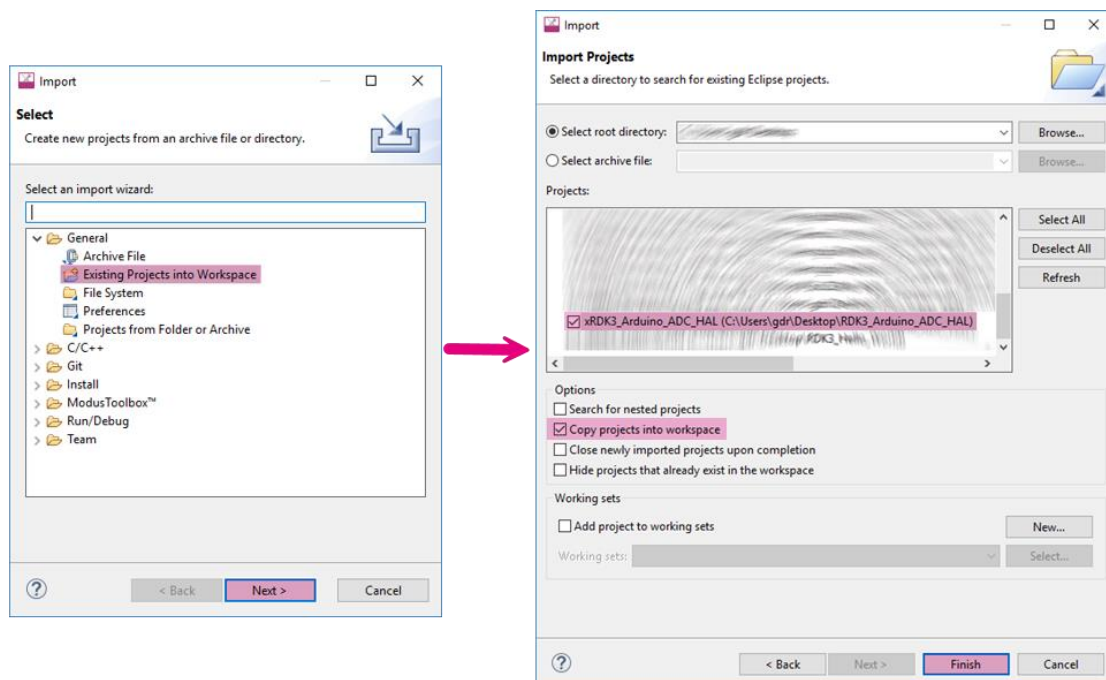 Import
Select
Create new projects from an archive file or directory.
Select an import wizard:
General
Archive File
Existing Projects into Workspace
File System
Preferences
Projects from Folder or Archive
C/C++
Git
Install
ModusToolbox™
Run/Debug
Team
< Back
Next >
Cancel
Import
Import Projects
Select a directory to search for existing Eclipse projects.
Select root directory:
Browse...
Select archive file:
Browse...
Projects:
Select All
Deselect All
Refresh
xRDK3_Arduino_ADC_HAL (C:\Users\gdr\Desktop\RDK3_Arduino_ADC_HAL)
Options
Search for nested projects
Copy projects into workspace
Close newly imported projects upon completion
Hide projects that already exist in the workspace
Working sets
Add project to working sets
New...
Working sets:
Select...
< Back
Next >
Finish
Cancel